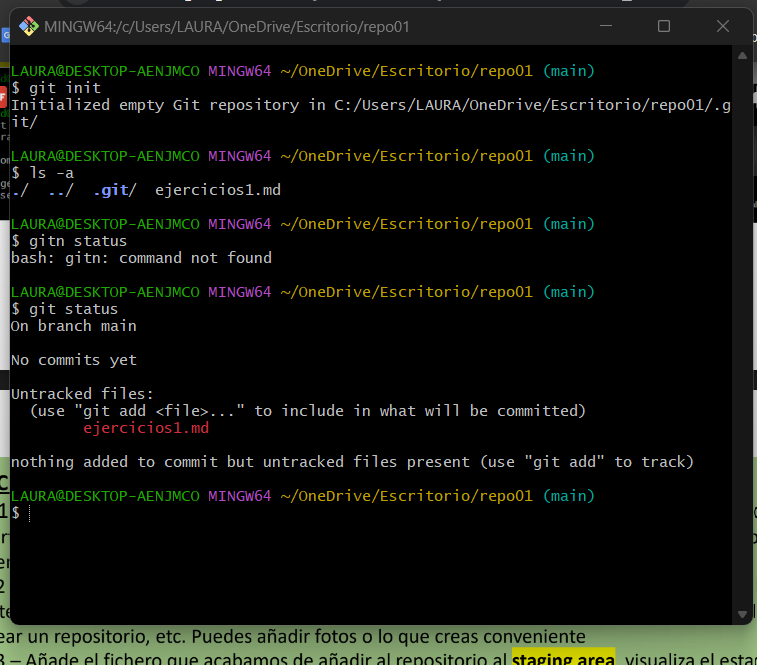 MINGW64:/c/Users/LAURA/OneDrive/Escritorio/repo01
LAURA@DESKTOP-AENJMCO MINGW64 ~/OneDrive/Escritorio/repo01 (main)
$ git init
Initialized empty Git repository in C:/Users/LAURA/OneDrive/Escritorio/repo01/.g
it/
LAURA@DESKTOP-AENJMCO MINGW64 ~/OneDrive/Escritorio/repo01 (main)
$ ls -a
./  ../  .git/  ejercicios1.md
LAURA@DESKTOP-AENJMCO MINGW64 ~/OneDrive/Escritorio/repo01 (main)
$ gitn status
bash: gitn: command not found
LAURA@DESKTOP-AENJMCO MINGW64 ~/OneDrive/Escritorio/repo01 (main)
$ git status
On branch main
No commits yet
Untracked files:
(use "git add <file>..." to include in what will be committed)
ejercicios1.md
nothing added to commit but untracked files present (use "git add" to track)
LAURA@DESKTOP-AENJMCO MINGW64 ~/OneDrive/Escritorio/repo01 (main)
$
un repositorio, etc. Puedes añadir fotos o lo que creas conveniente
3 – Añade el fichero que acabamos de añadir al repositorio al staging area, visualiza el